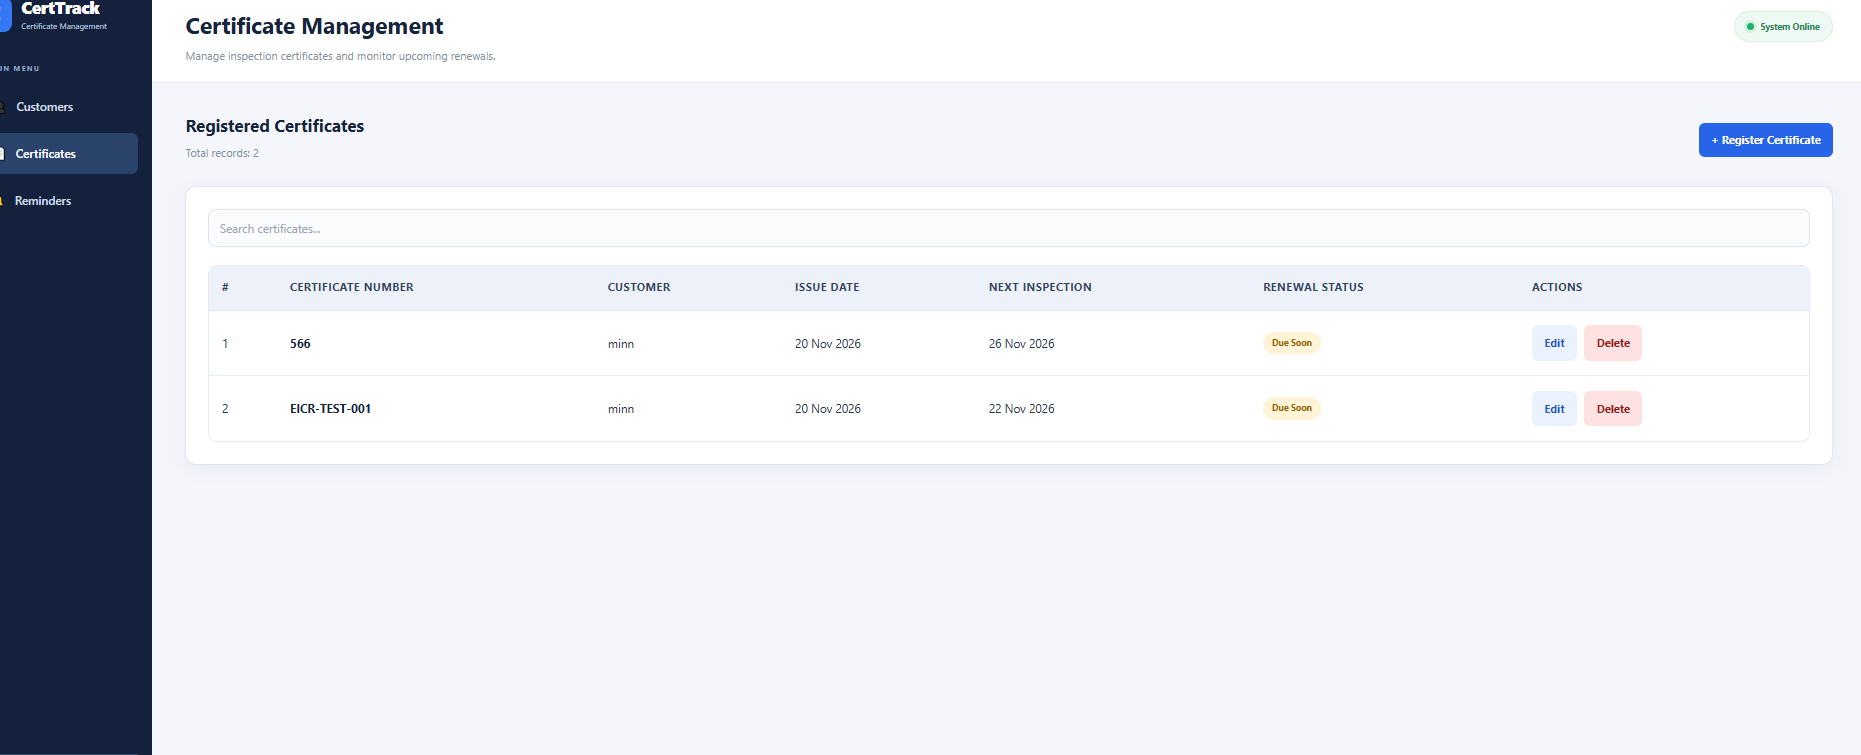 CertTrack
Certificate Management
IN MENU
Customers
Certificates
Reminders
Certificate Management
Manage inspection certificates and monitor upcoming renewals.
System Online
Registered Certificates
Total records: 2
+ Register Certificate
Search certificates...
# CERTIFICATE NUMBER CUSTOMER ISSUE DATE NEXT INSPECTION RENEWAL STATUS ACTIONS
1 566 minn 20 Nov 2026 26 Nov 2026 Due Soon Edit Delete
2 EICR-TEST-001 minn 20 Nov 2026 22 Nov 2026 Due Soon Edit Delete